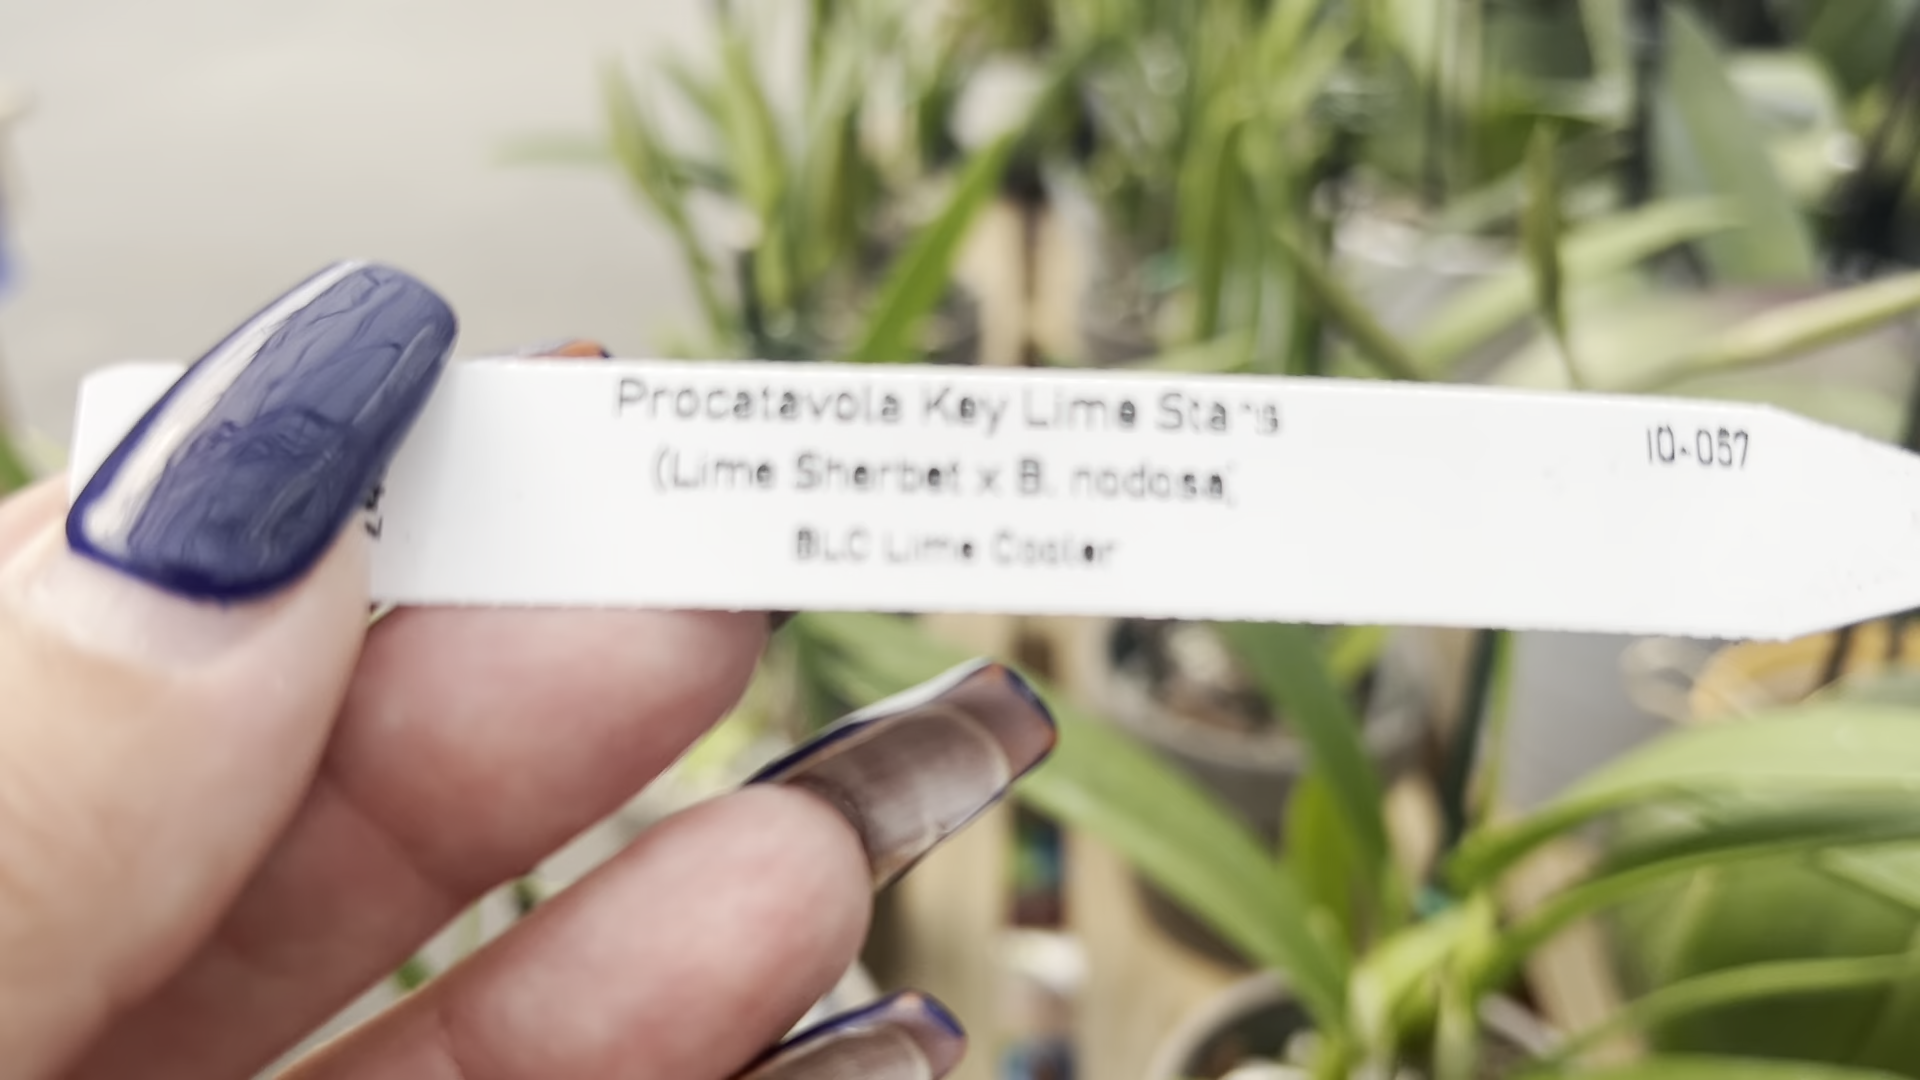 Procatavola Key Lime Stars
(Lime Sherbet x B. nodosa)
BLC Lime Cooler
10-057